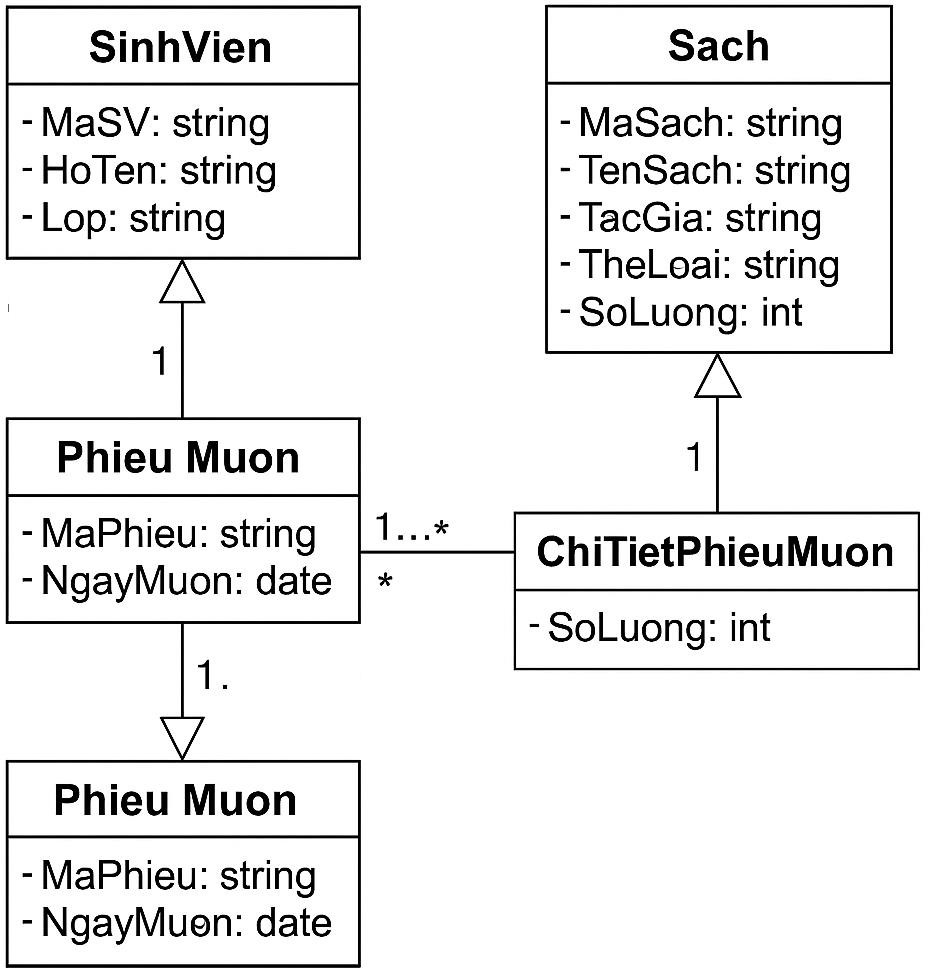 SinhVien
- MaSV: string
- HoTen: string
- Lop: string
Sach
- MaSach: string
- TenSach: string
- TacGia: string
- TheLoai: string
- SoLuong: int
1
1
Phieu Muon
- MaPhieu: string
- NgayMuon: date
1...*
*
ChiTietPhieuMuon
- SoLuong: int
1.
Phieu Muon
- MaPhieu: string
- NgayMuon: date